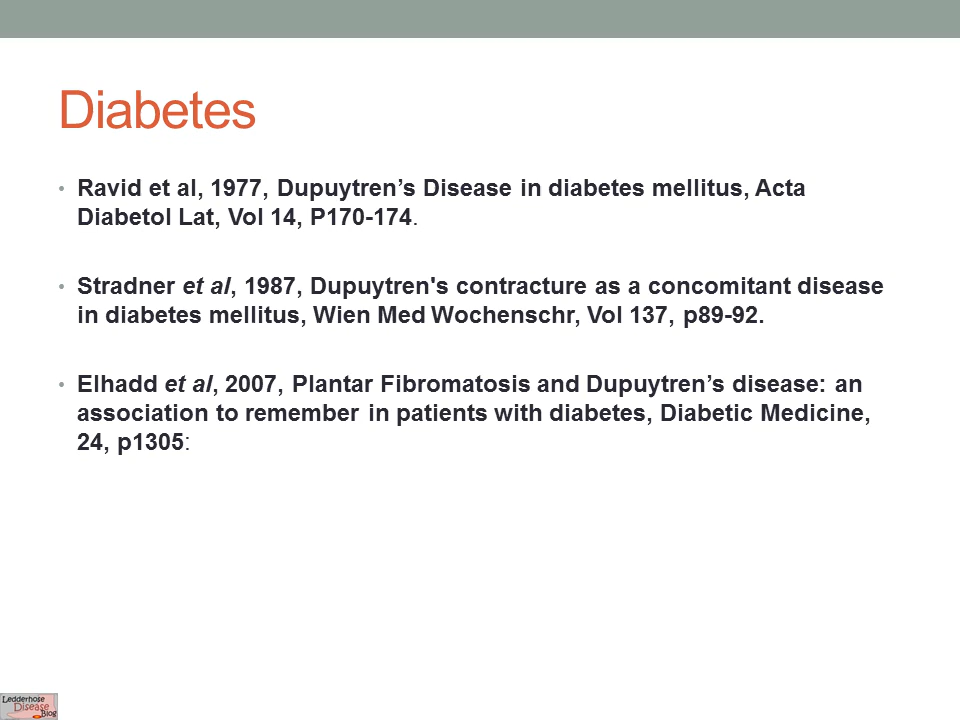 Diabetes
• Ravid et al, 1977, Dupuytren’s Disease in diabetes mellitus, Acta
Diabetol Lat, Vol 14, P170-174.
• Stradner et al, 1987, Dupuytren's contracture as a concomitant disease
in diabetes mellitus, Wien Med Wochenschr, Vol 137, p89-92.
• Elhadd et al, 2007, Plantar Fibromatosis and Dupuytren’s disease: an
association to remember in patients with diabetes, Diabetic Medicine,
24, p1305:
Ledderhose
Disease
Blog